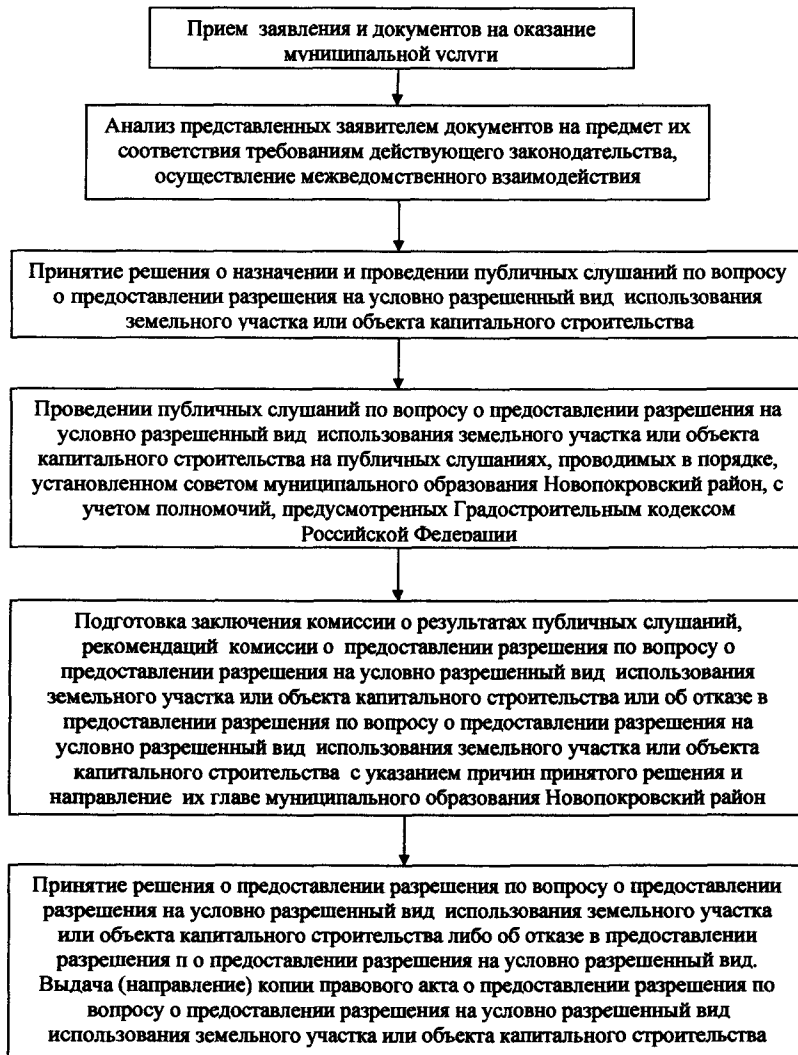 Прием заявления и документов на оказание
муниципальной услуги
Анализ представленных заявителем документов на предмет их
соответствия требованиям действующего законодательства,
осуществление межведомственного взаимодействия
Принятие решения о назначении и проведении публичных слушаний по вопросу
о предоставлении разрешения на условно разрешенный вид использования
земельного участка или объекта капитального строительства
Проведении публичных слушаний по вопросу о предоставлении разрешения на
условно разрешенный вид использования земельного участка или объекта
капитального строительства на публичных слушаниях, проводимых в порядке,
установленном советом муниципального образования Новопокровский район, с
учетом полномочий, предусмотренных Градостроительным кодексом
Российской Федерации
Подготовка заключения комиссии о результатах публичных слушаний,
рекомендаций комиссии о предоставлении разрешения по вопросу о
предоставлении разрешения на условно разрешенный вид использования
земельного участка или объекта капитального строительства или об отказе в
предоставлении разрешения по вопросу о предоставлении разрешения на
условно разрешенный вид использования земельного участка или объекта
капитального строительства с указанием причин принятого решения и
направление их главе муниципального образования Новопокровский район
Принятие решения о предоставлении разрешения по вопросу о предоставлении
разрешения на условно разрешенный вид использования земельного участка
или объекта капитального строительства либо об отказе в предоставлении
разрешения п о предоставлении разрешения на условно разрешенный вид.
Выдача (направление) копии правового акта о предоставлении разрешения по
вопросу о предоставлении разрешения на условно разрешенный вид
использования земельного участка или объекта капитального строительства